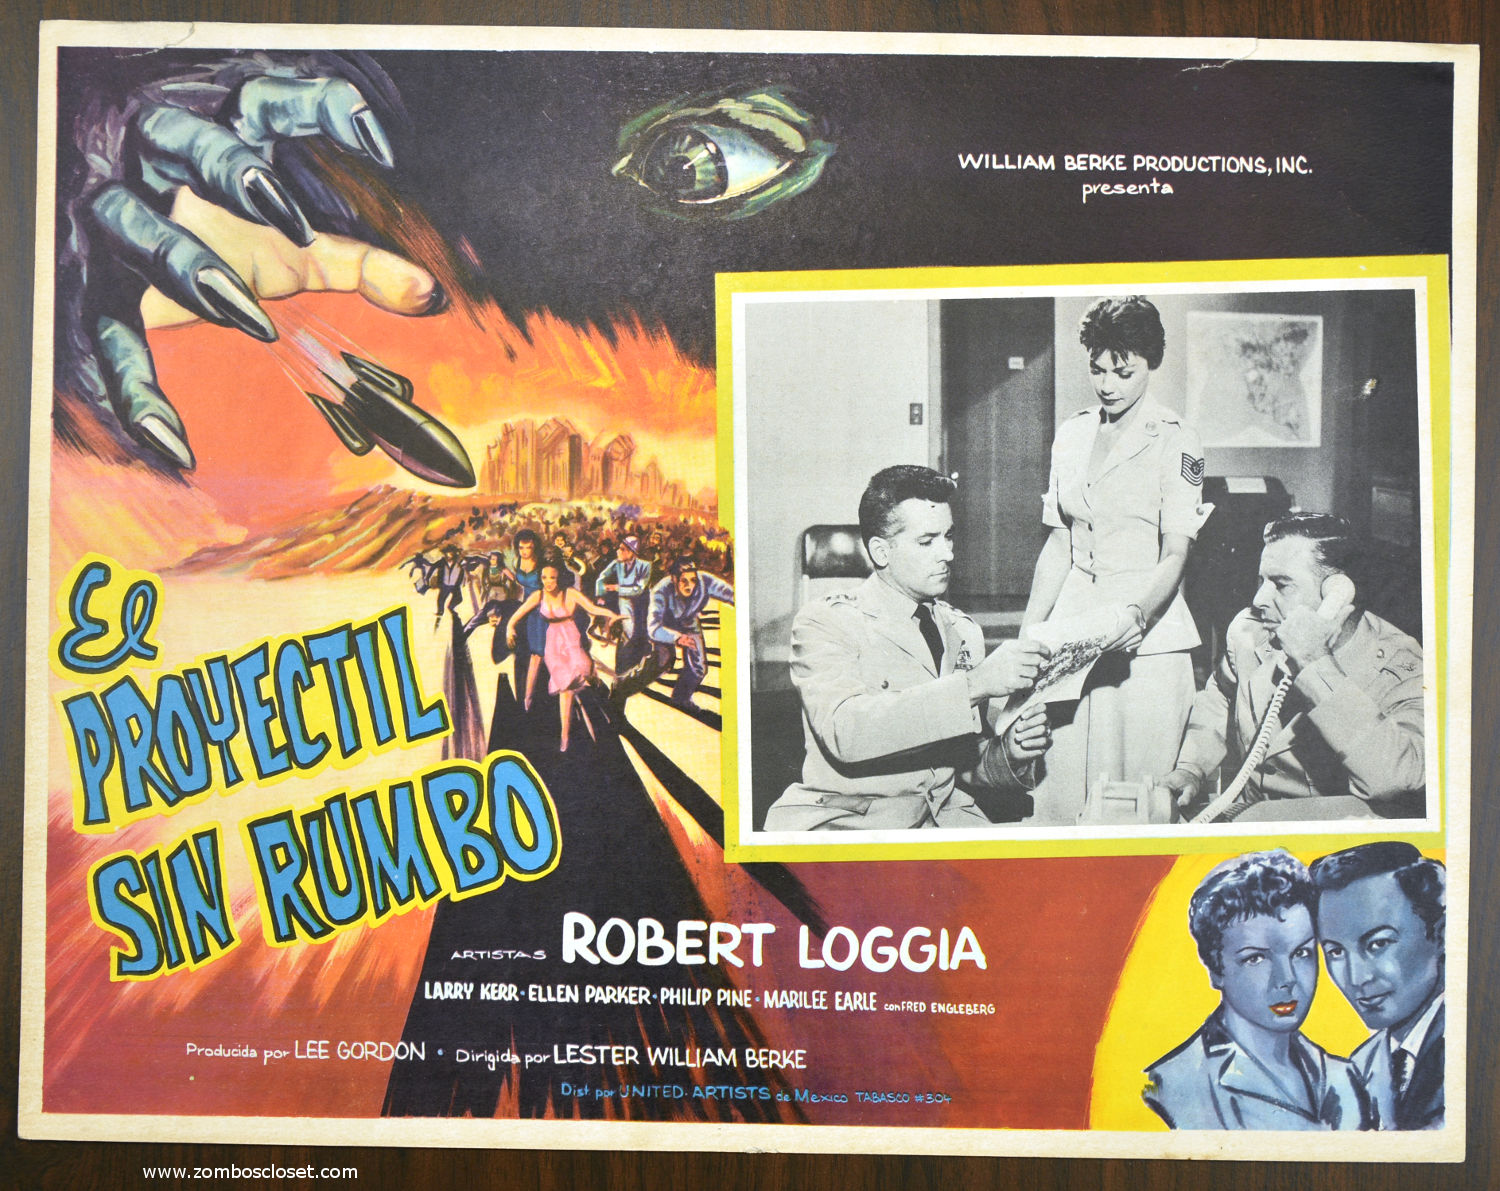 WILLIAM BERKE PRODUCTIONS, INC.
presenta
El
PROYECTIL
SIN RUMBO
ARTISTAS ROBERT LOGGIA
LARRY KERR · ELLEN PARKER · PHILIP PINE · MARILEE EARLE con FRED ENGLEBERG
Producida por LEE GORDON · Dirigida por LESTER WILLIAM BERKE
Dist. por UNITED ARTISTS de Mexico TABASCO #304
www.zomboscloset.com